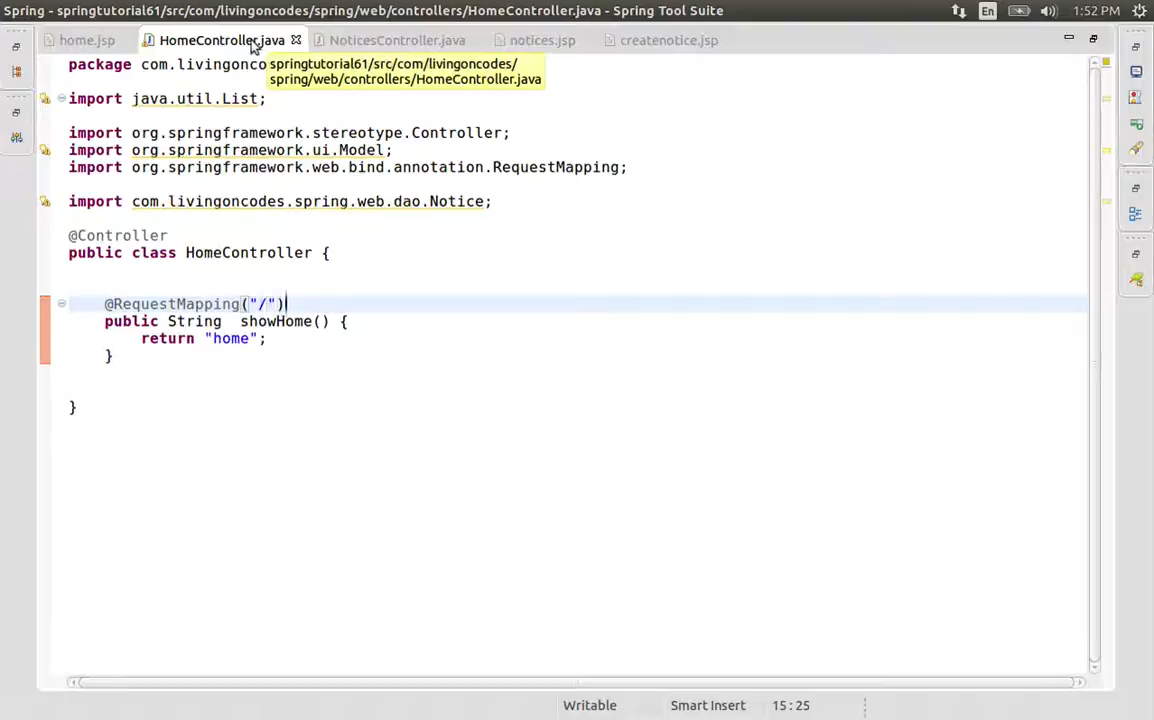 Spring - springtutorial61/src/com/livingoncodes/spring/web/controllers/HomeController.java - Spring Tool Suite
En
1:52 PM
home.jsp
HomeController.java
NoticesController.java
notices.jsp
createnotice.jsp
package com.livingonco
springtutorial61/src/com/livingoncodes/
spring/web/controllers/HomeController.java
import java.util.List;
import org.springframework.stereotype.Controller;
import org.springframework.ui.Model;
import org.springframework.web.bind.annotation.RequestMapping;
import com.livingoncodes.spring.web.dao.Notice;
@Controller
public class HomeController {
@RequestMapping("/")
public String  showHome() {
return "home";
}
}
Writable
Smart Insert
15 : 25